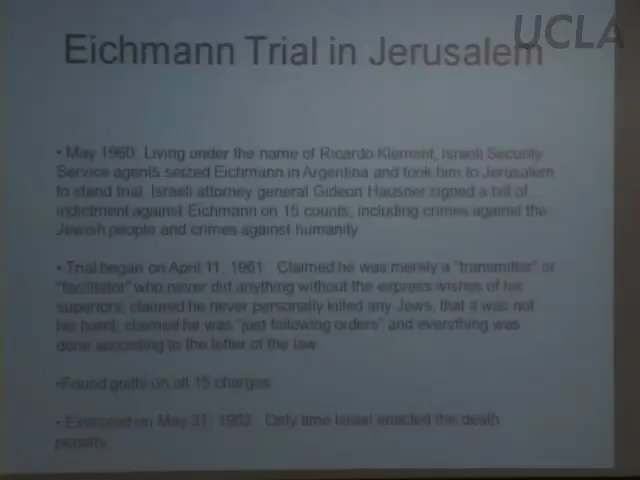 UCLA
Eichmann Trial in Jerusalem
• May 1960: Living under the name of Ricardo Klement, Israeli Security
Service agents seized Eichmann in Argentina and took him to Jerusalem
to stand trial. Israeli attorney general Gideon Hausner signed a bill of
indictment against Eichmann on 15 counts, including crimes against the
Jewish people and crimes against humanity.
• Trial began on April 11, 1961. Claimed he was merely a "transmitter" or
"facilitator" who never did anything without the express wishes of his
superiors; claimed he never personally killed any Jews, that it was not
his hand; claimed he was "just following orders" and everything was
done according to the letter of the law.
•Found guilty on all 15 charges
• Executed on May 31, 1962. Only time Israel enacted the death
penalty.